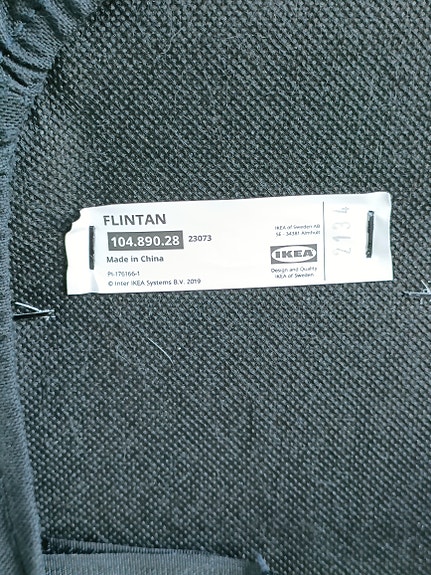 FLINTAN
104.890.28 23073
Made in China
PI-176166-1
© Inter IKEA Systems B.V. 2019
IKEA of Sweden AB
SE - 34381 Älmhult
IKEA
Design and Quality
IKEA of Sweden
2134